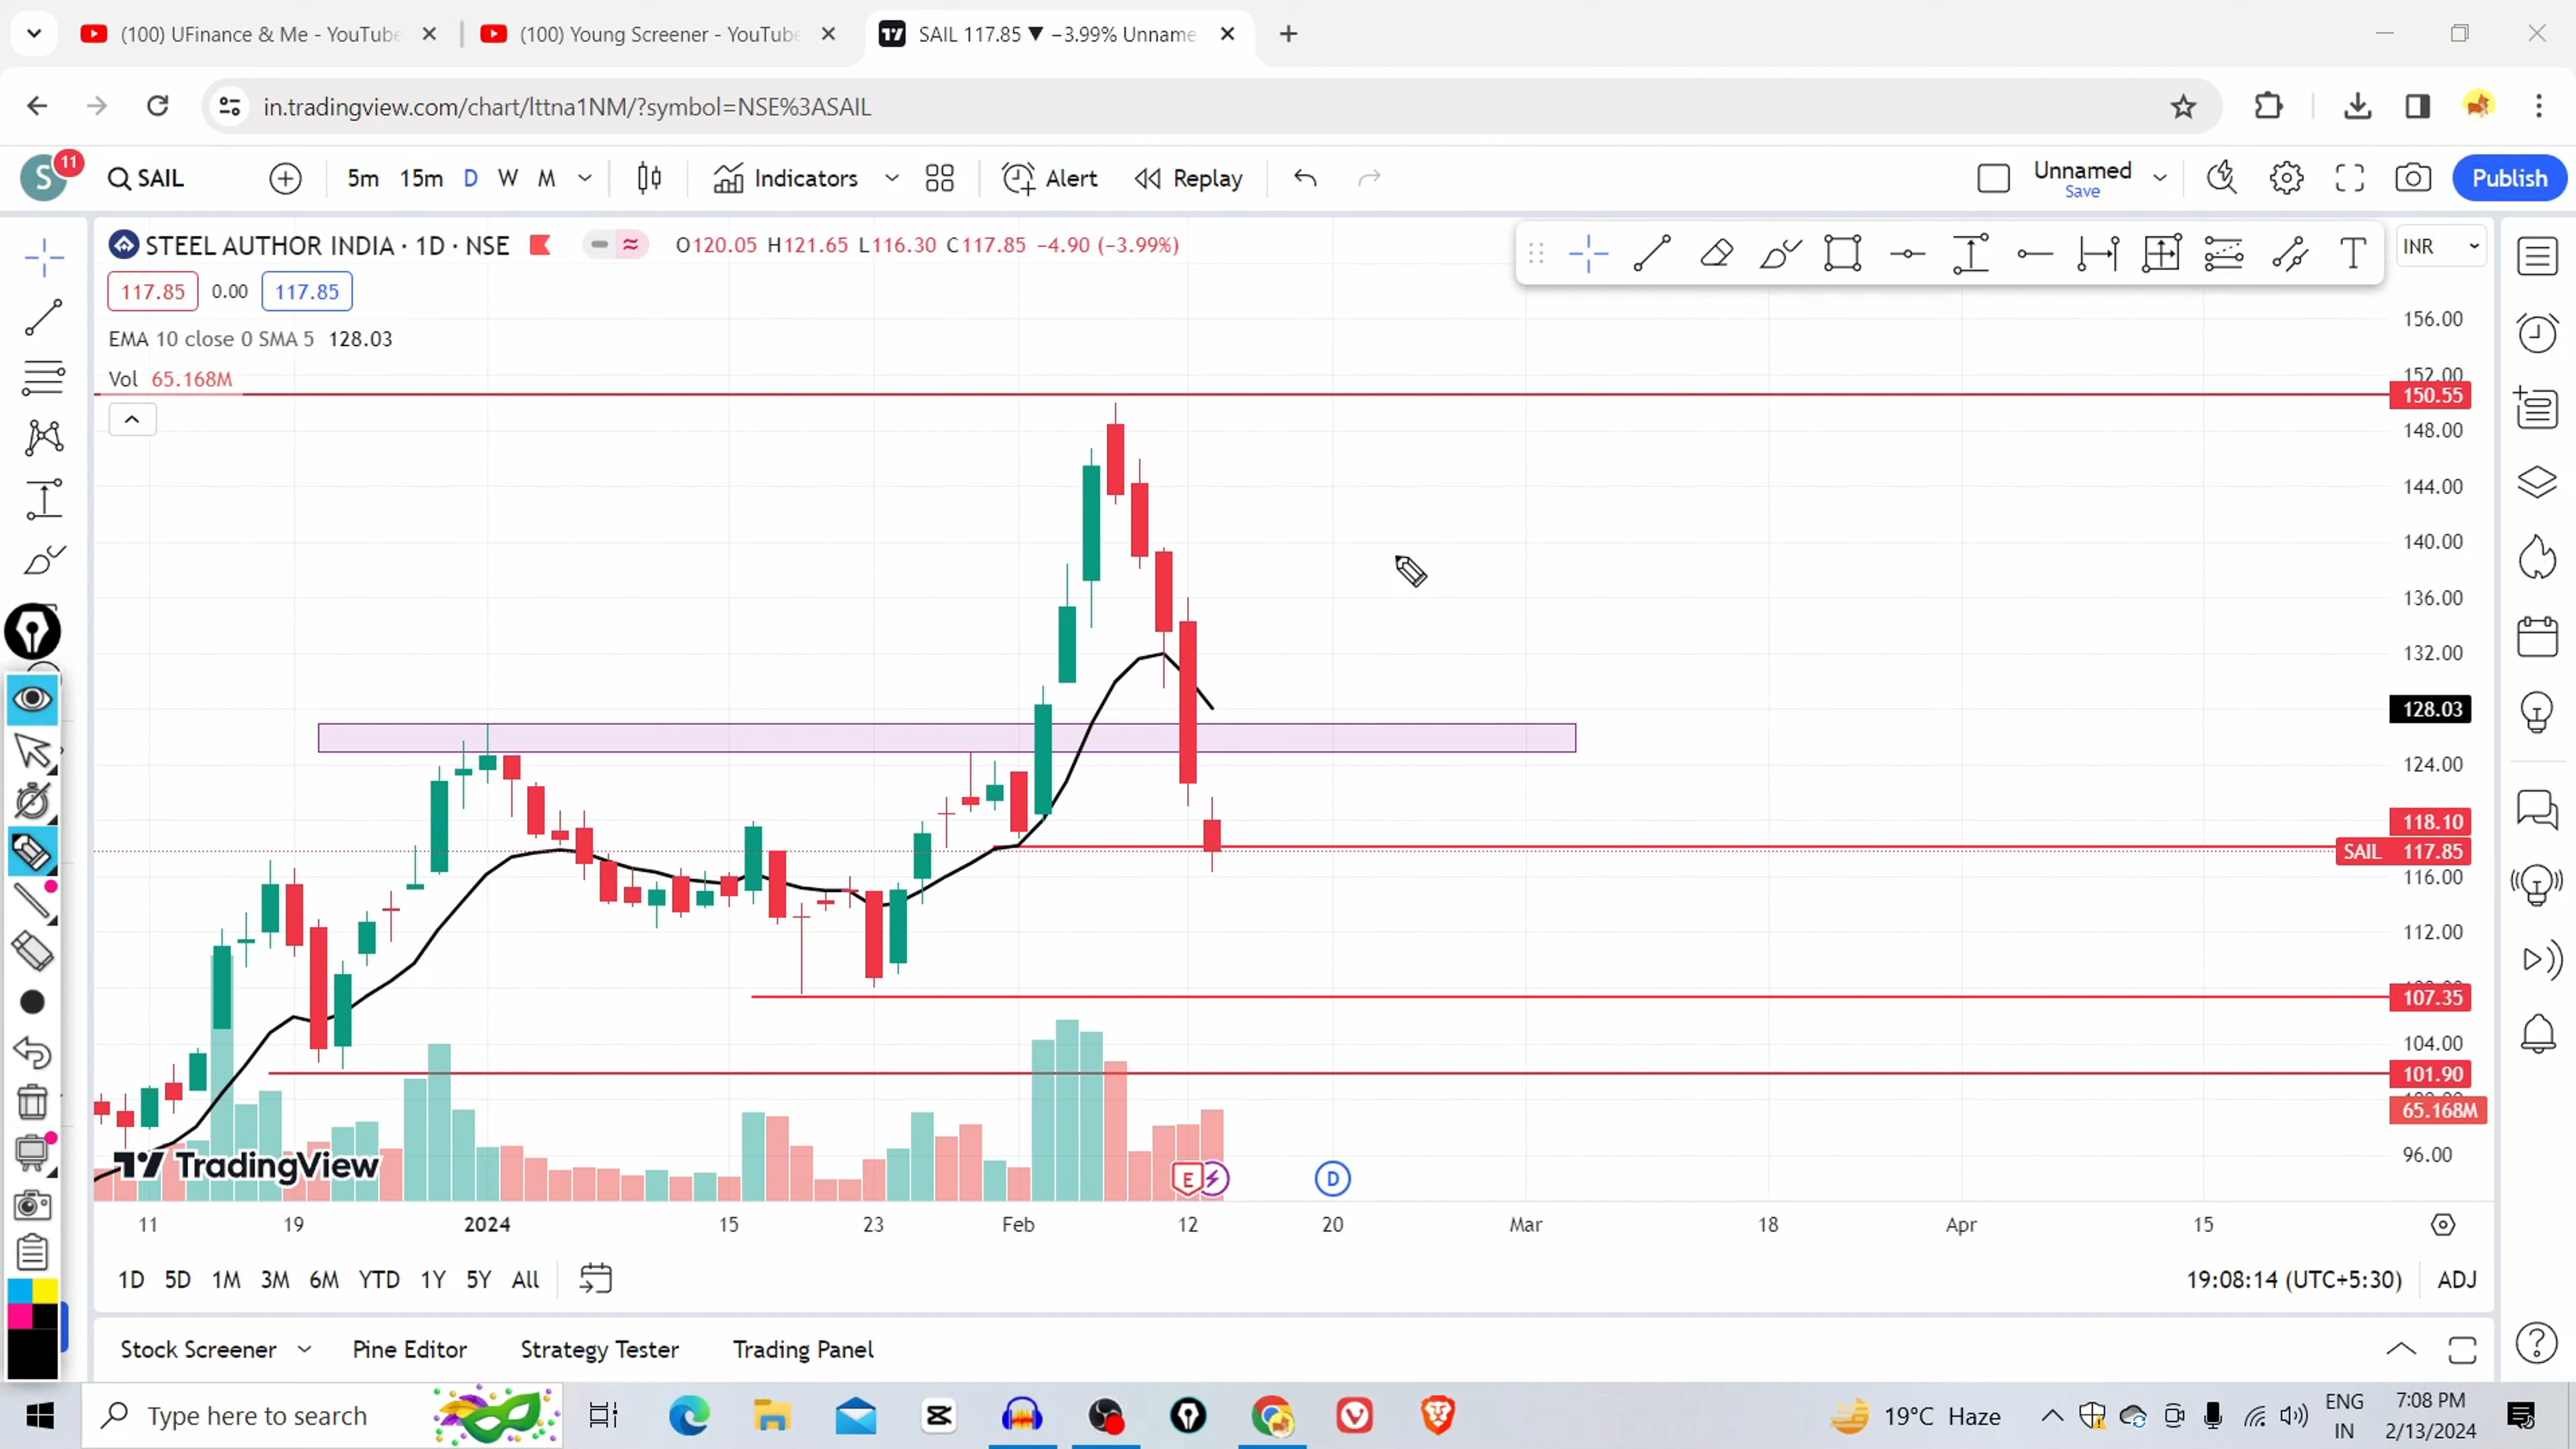 (100) UFinance & Me - YouTube
(100) Young Screener - YouTube
SAIL 117.85 ▼ −3.99% Unname
in.tradingview.com/chart/lttna1NM/?symbol=NSE%3ASAIL
S
11
SAIL
5m 15m D W M
Indicators
Alert
Replay
Unnamed
Save
Publish
STEEL AUTHOR INDIA · 1D · NSE
O120.05 H121.65 L116.30 C117.85 −4.90 (−3.99%)
INR
117.85 0.00 117.85
EMA 10 close 0 SMA 5 128.03
Vol 65.168M
156.00
152.00
150.55
148.00
144.00
140.00
136.00
132.00
128.03
124.00
118.10
SAIL 117.85
116.00
112.00
107.35
104.00
101.90
65.168M
96.00
TradingView
E
D
11 19 2024 15 23 Feb 12 20 Mar 18 Apr 15
1D 5D 1M 3M 6M YTD 1Y 5Y All
19:08:14 (UTC+5:30) ADJ
Stock Screener Pine Editor Strategy Tester Trading Panel
Type here to search
19°C Haze
ENG
IN
7:08 PM
2/13/2024